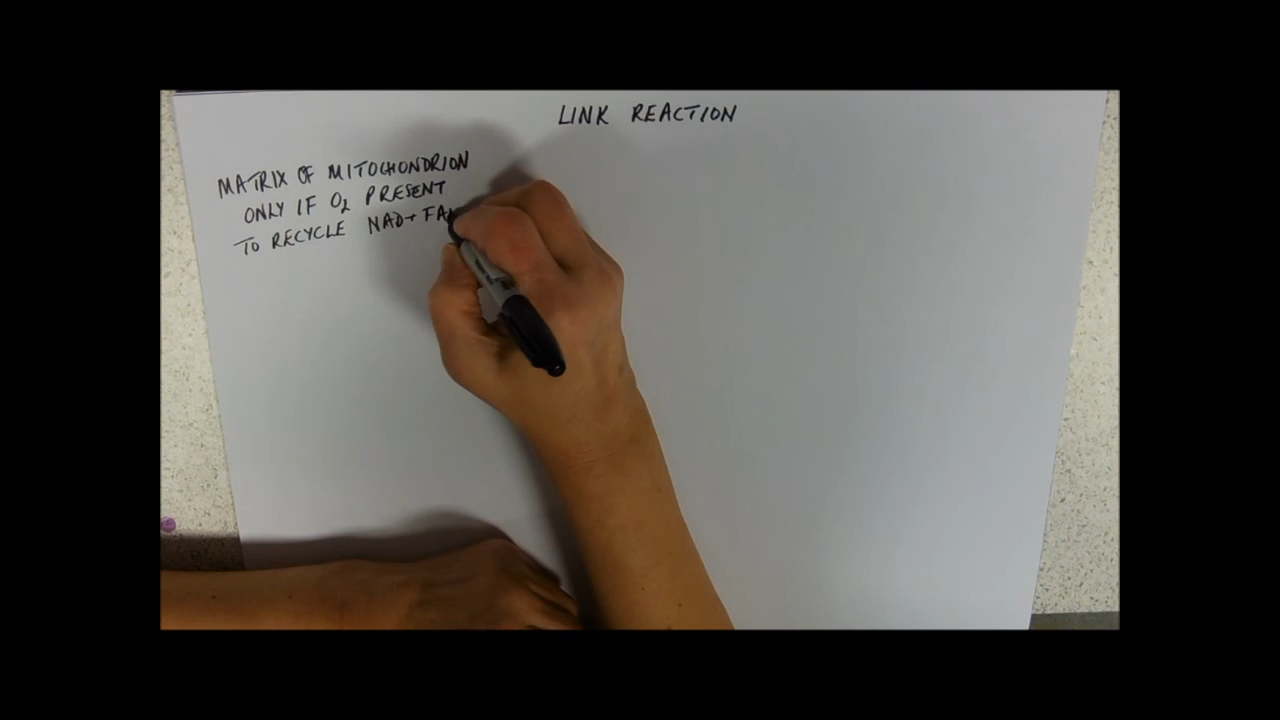 LINK REACTION
MATRIX OF MITOCHONDRION
ONLY IF O₂ PRESENT
TO RECYCLE NAD+